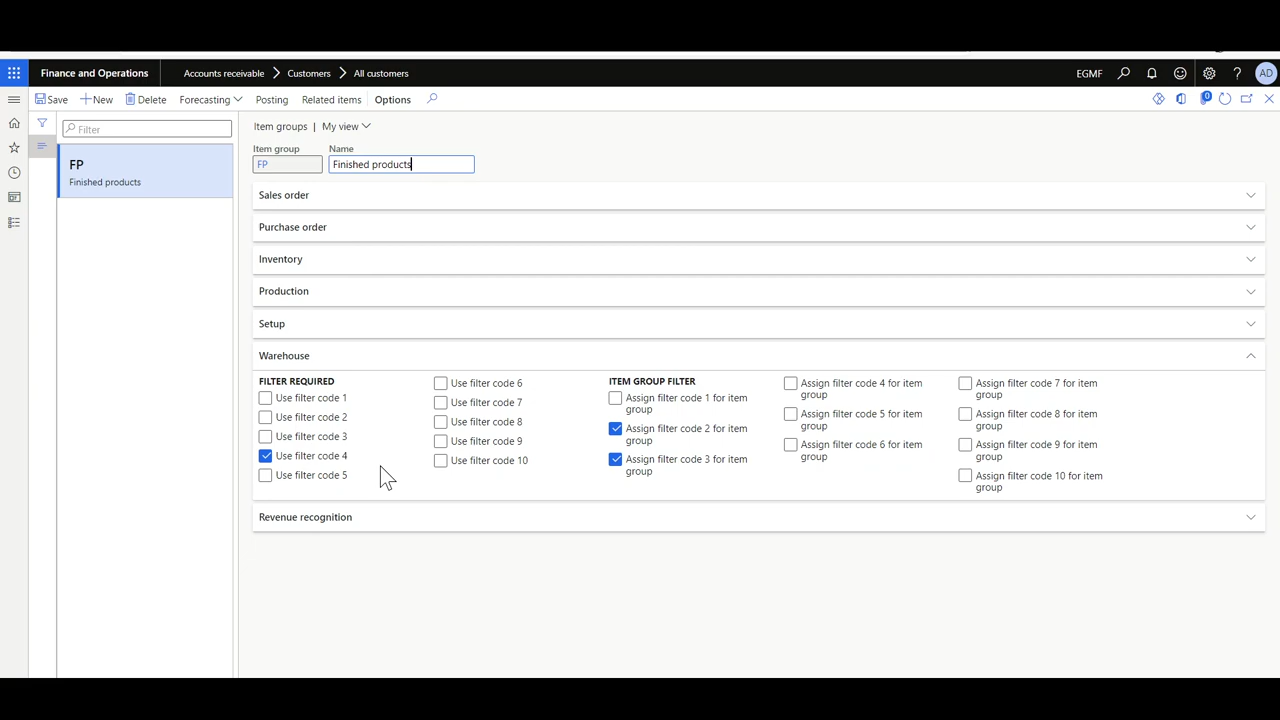 Finance and Operations
Accounts receivable > Customers > All customers
EGMF
?
AD
Save
New
Delete
Forecasting
Posting
Related items
Options
0
Filter
FP
Finished products
Item groups | My view
Item group
Name
FP
Finished products
Sales order
Purchase order
Inventory
Production
Setup
Warehouse
FILTER REQUIRED
Use filter code 1
Use filter code 2
Use filter code 3
Use filter code 4
Use filter code 5
Use filter code 6
Use filter code 7
Use filter code 8
Use filter code 9
Use filter code 10
ITEM GROUP FILTER
Assign filter code 1 for item
group
Assign filter code 2 for item
group
Assign filter code 3 for item
group
Assign filter code 4 for item
group
Assign filter code 5 for item
group
Assign filter code 6 for item
group
Assign filter code 7 for item
group
Assign filter code 8 for item
group
Assign filter code 9 for item
group
Assign filter code 10 for item
group
Revenue recognition